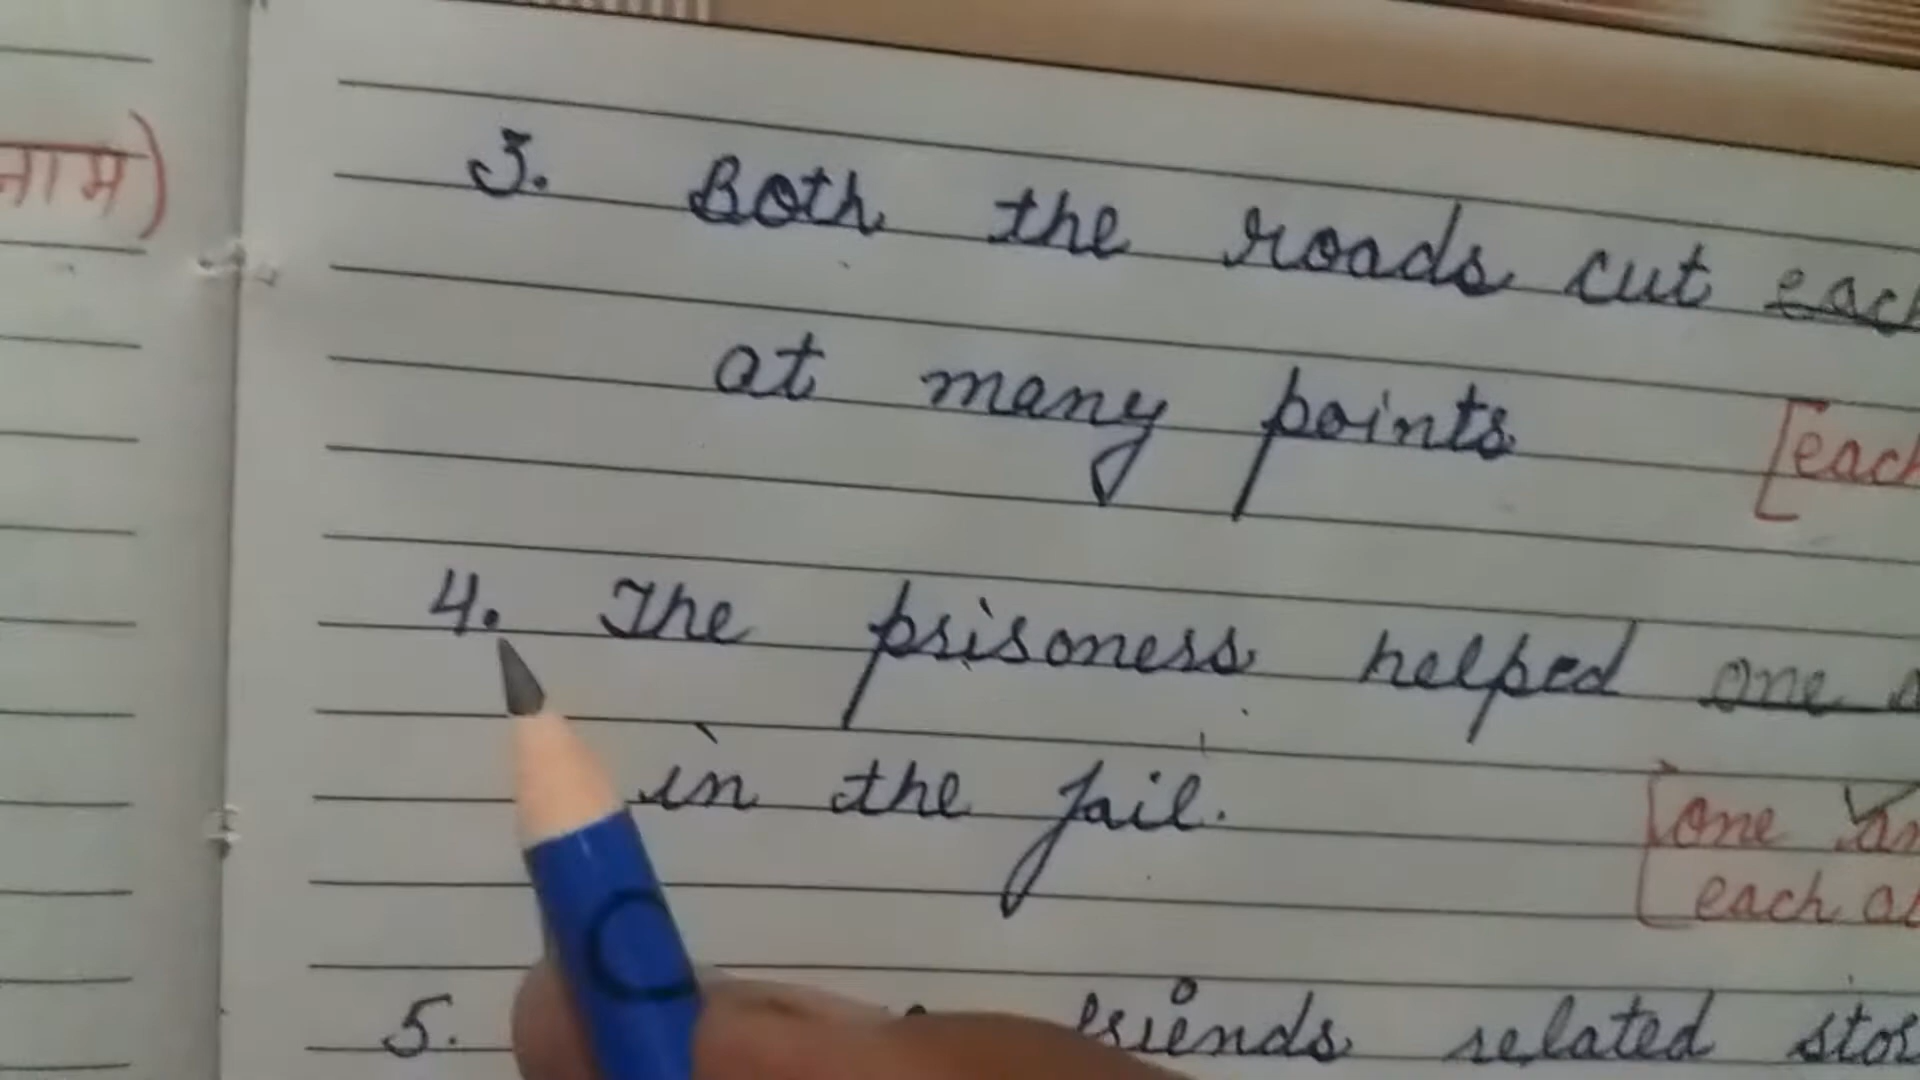 नाम)
3. Both the roads cut each
at many points
[each
4. The prisoners helped one
in the jail.
[one
each
5. friends related